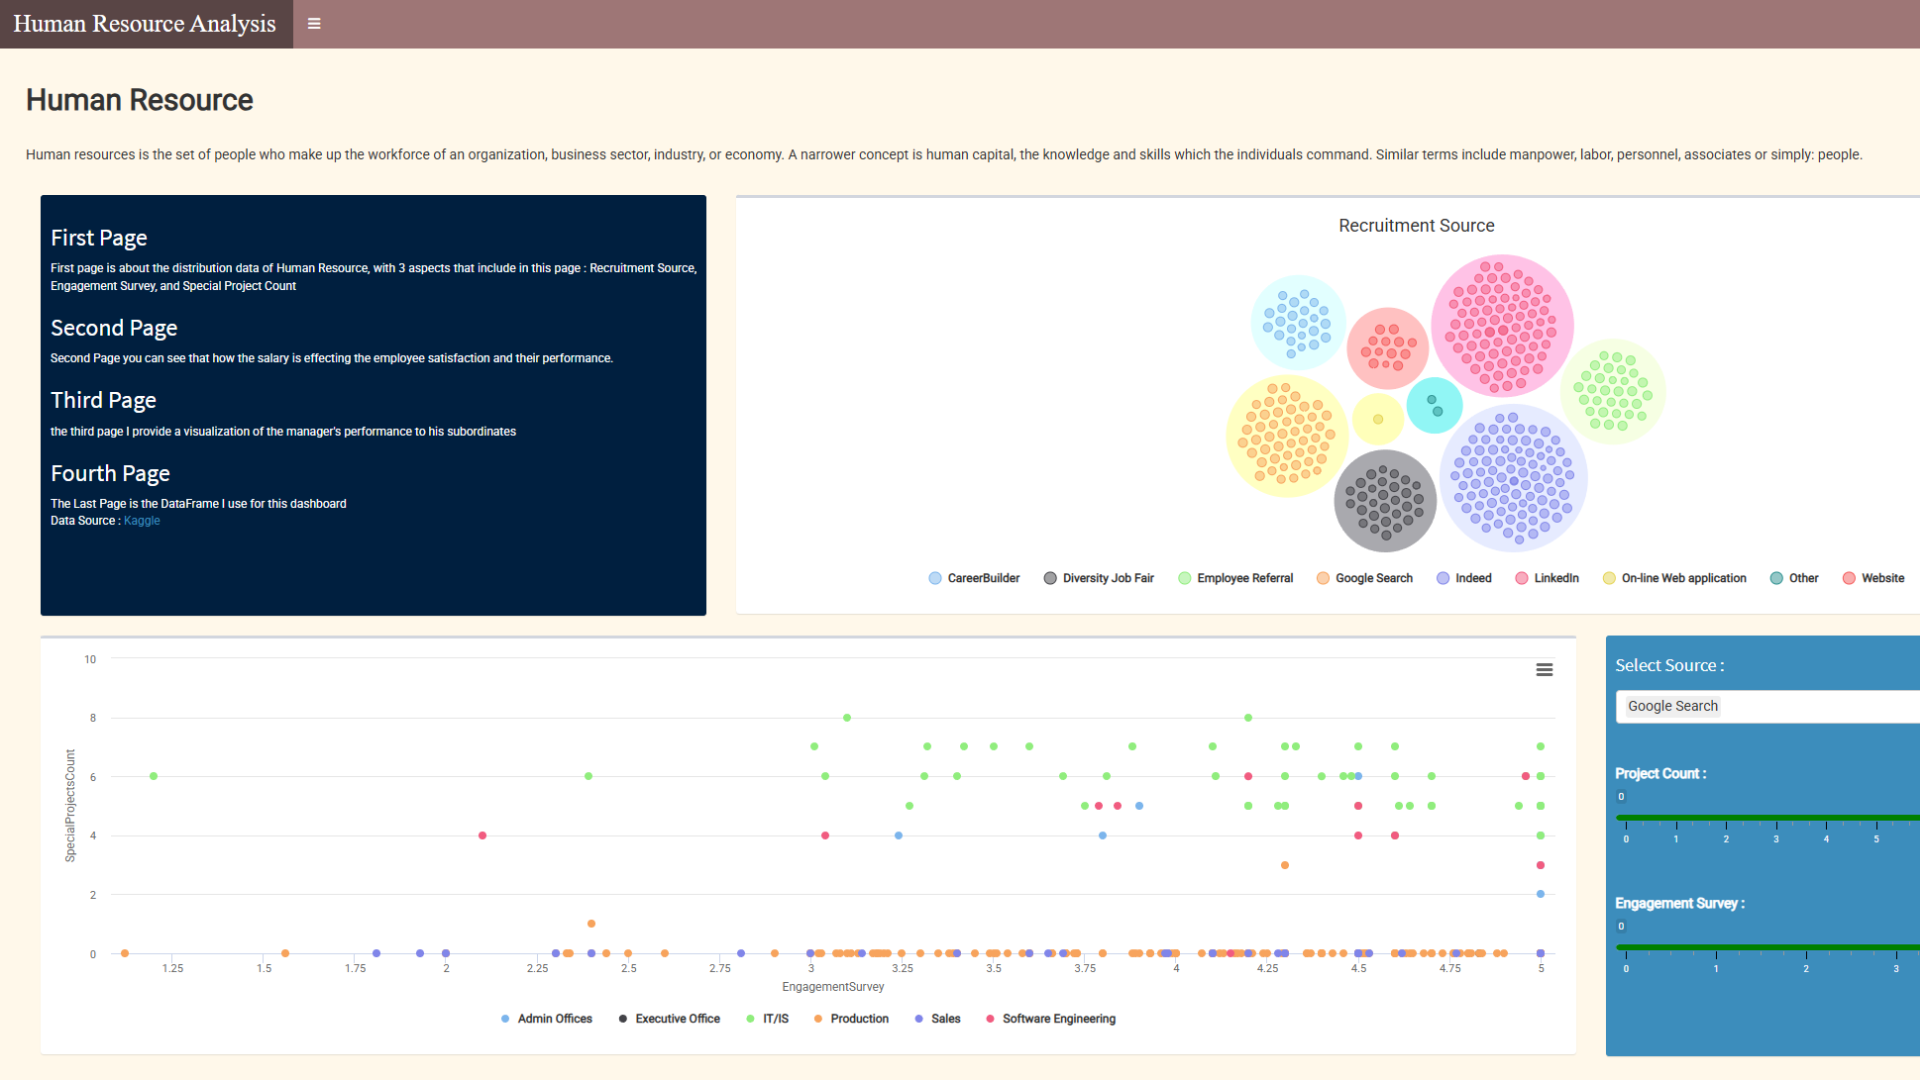 Human Resource Analysis
Human Resource
Human resources is the set of people who make up the workforce of an organization, business sector, industry, or economy. A narrower concept is human capital, the knowledge and skills which the individuals command. Similar terms include manpower, labor, personnel, associates or simply: people.
First Page
First page is about the distribution data of Human Resource, with 3 aspects that include in this page : Recruitment Source,
Engagement Survey, and Special Project Count
Second Page
Second Page you can see that how the salary is effecting the employee satisfaction and their performance.
Third Page
the third page I provide a visualization of the manager's performance to his subordinates
Fourth Page
The Last Page is the DataFrame I use for this dashboard
Data Source : Kaggle
Recruitment Source
CareerBuilder Diversity Job Fair Employee Referral Google Search Indeed LinkedIn On-line Web application Other Website
SpecialProjectsCount
10
8
6
4
2
0
1.25 1.5 1.75 2 2.25 2.5 2.75 3 3.25 3.5 3.75 4 4.25 4.5 4.75 5
EngagementSurvey
Admin Offices Executive Office IT/IS Production Sales Software Engineering
Select Source :
Google Search
Project Count :
0
0 1 2 3 4 5
Engagement Survey :
0
0 1 2 3